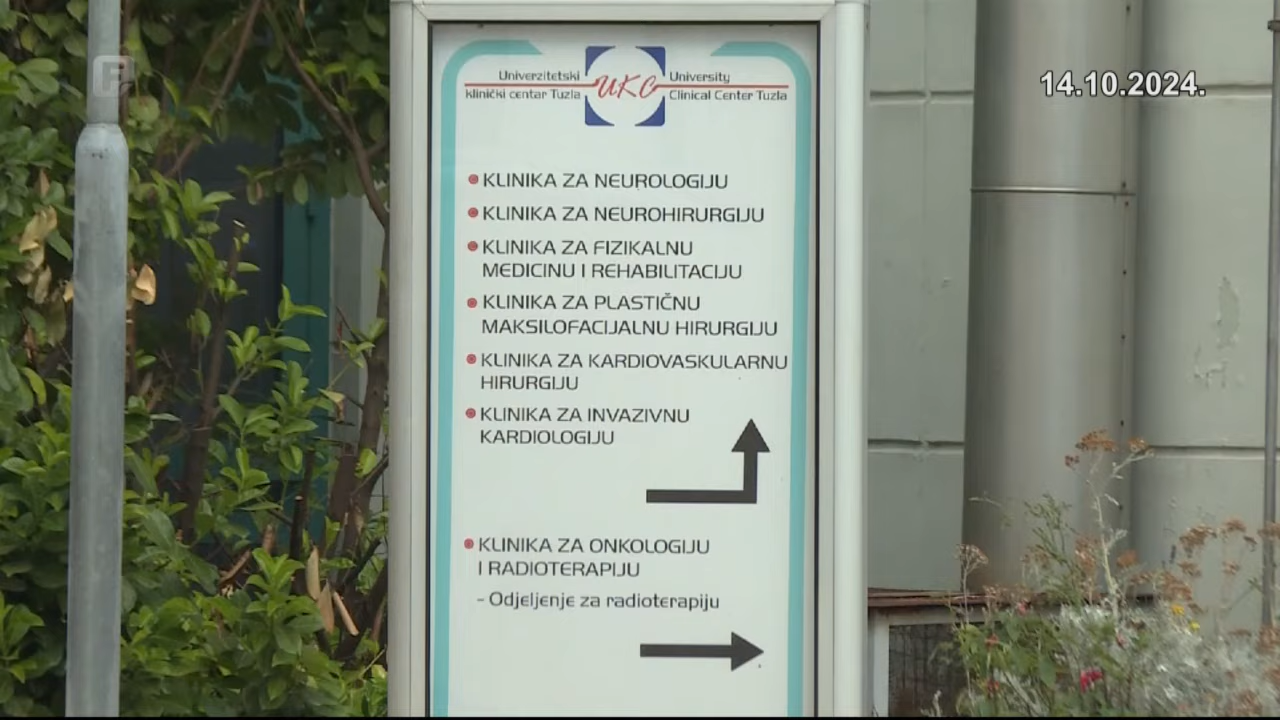 F
14.10.2024.
Univerzitetski
klinički centar Tuzla
UKC
University
Clinical Center Tuzla
KLINIKA ZA NEUROLOGIJU
KLINIKA ZA NEUROHIRURGIJU
KLINIKA ZA FIZIKALNU
MEDICINU I REHABILITACIJU
KLINIKA ZA PLASTIČNU
MAKSILOFACIJALNU HIRURGIJU
KLINIKA ZA KARDIOVASKULARNU
HIRURGIJU
KLINIKA ZA INVAZIVNU
KARDIOLOGIJU
KLINIKA ZA ONKOLOGIJU
I RADIOTERAPIJU
- Odjeljenje za radioterapiju